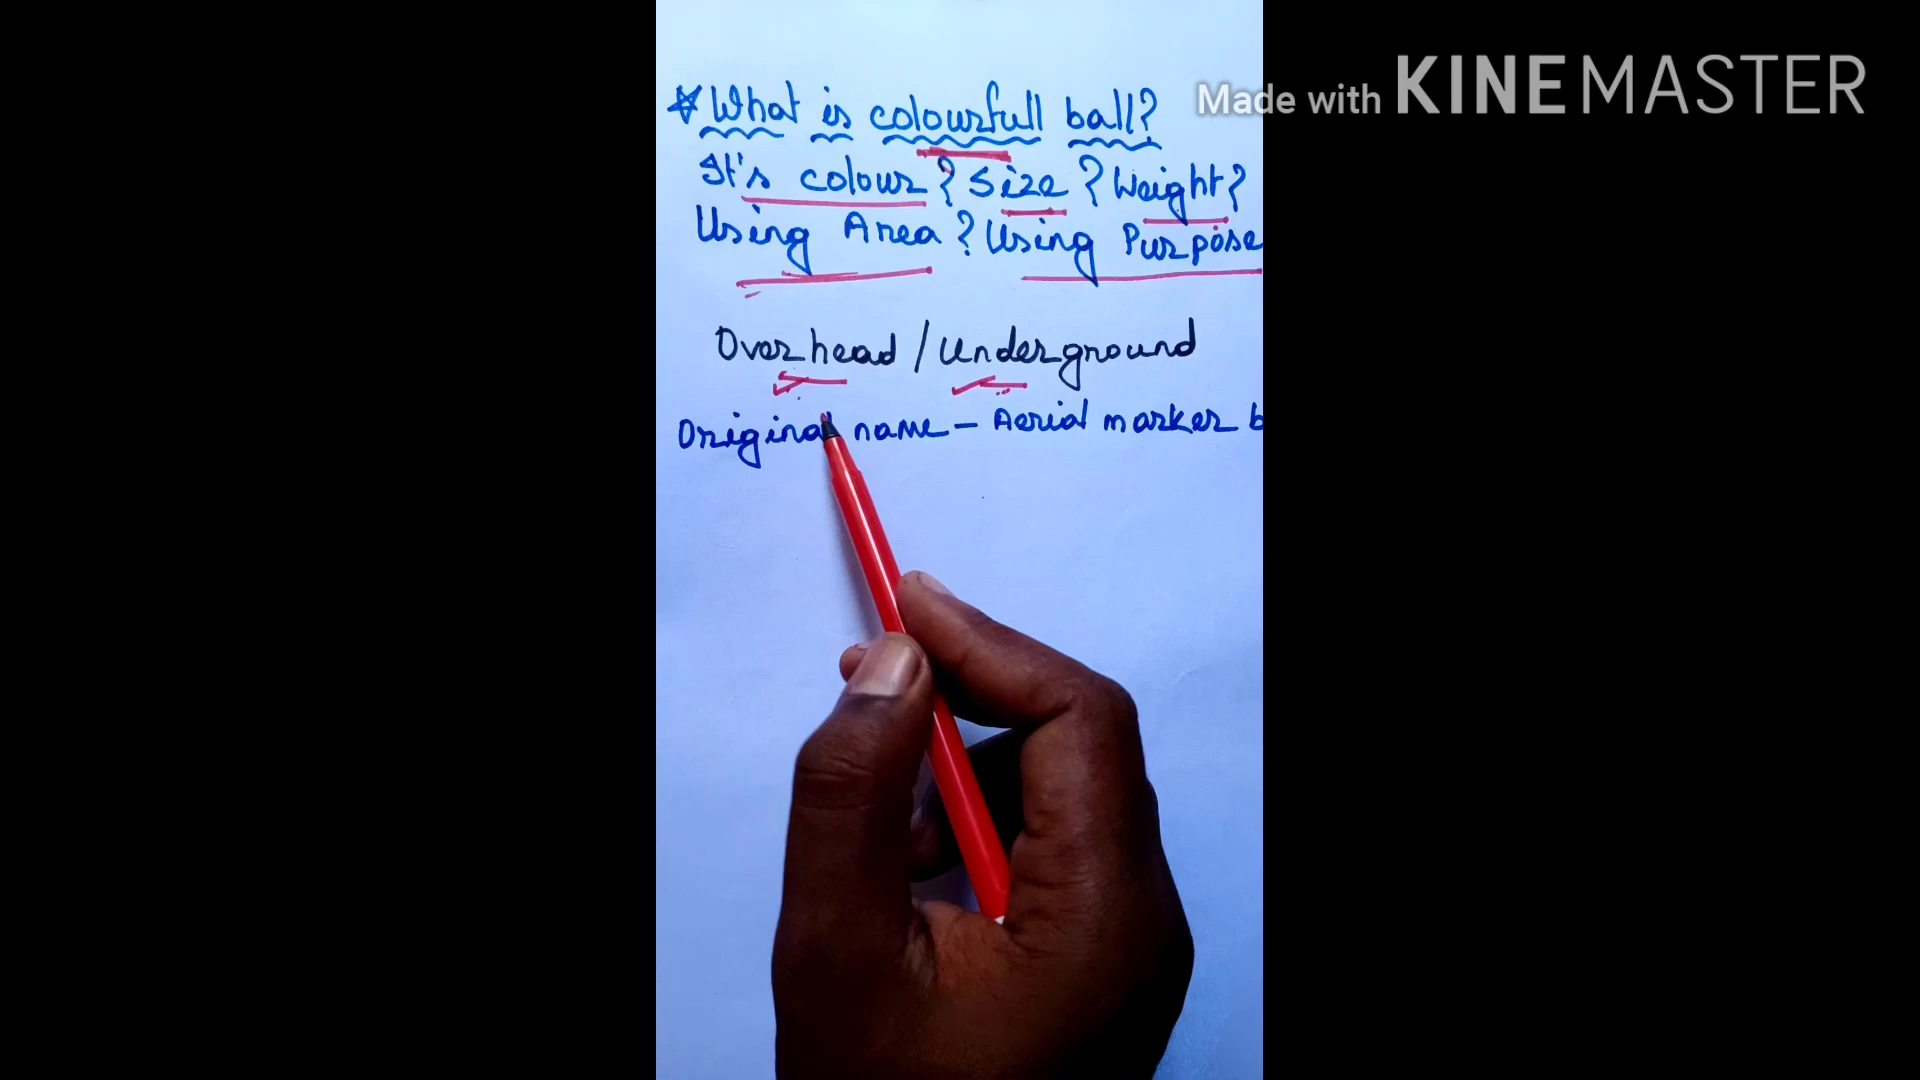 What is colourfull ball?
It's colour? Size? Weight?
Using Area? Using Purpose
Overhead / Underground
Original name - Aerial marker b
Made with KINEMASTER